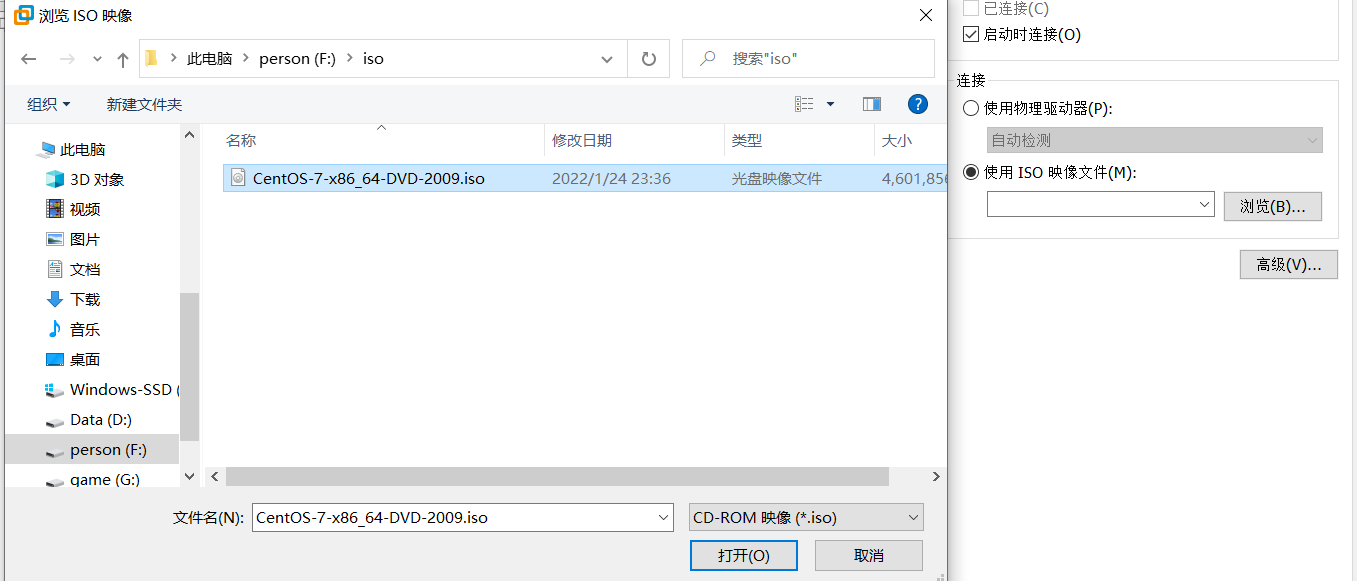 浏览 ISO 映像
此电脑 person (F:) iso
搜索"iso"
组织 新建文件夹
名称 修改日期 类型 大小
CentOS-7-x86_64-DVD-2009.iso 2022/1/24 23:36 光盘映像文件 4,601,856
此电脑
3D 对象
视频
图片
文档
下载
音乐
桌面
Windows-SSD (
Data (D:)
person (F:)
game (G:)
文件名(N): CentOS-7-x86_64-DVD-2009.iso CD-ROM 映像 (*.iso)
打开(O) 取消
已连接(C)
启动时连接(O)
连接
使用物理驱动器(P):
自动检测
使用 ISO 映像文件(M):
浏览(B)...
高级(V)...